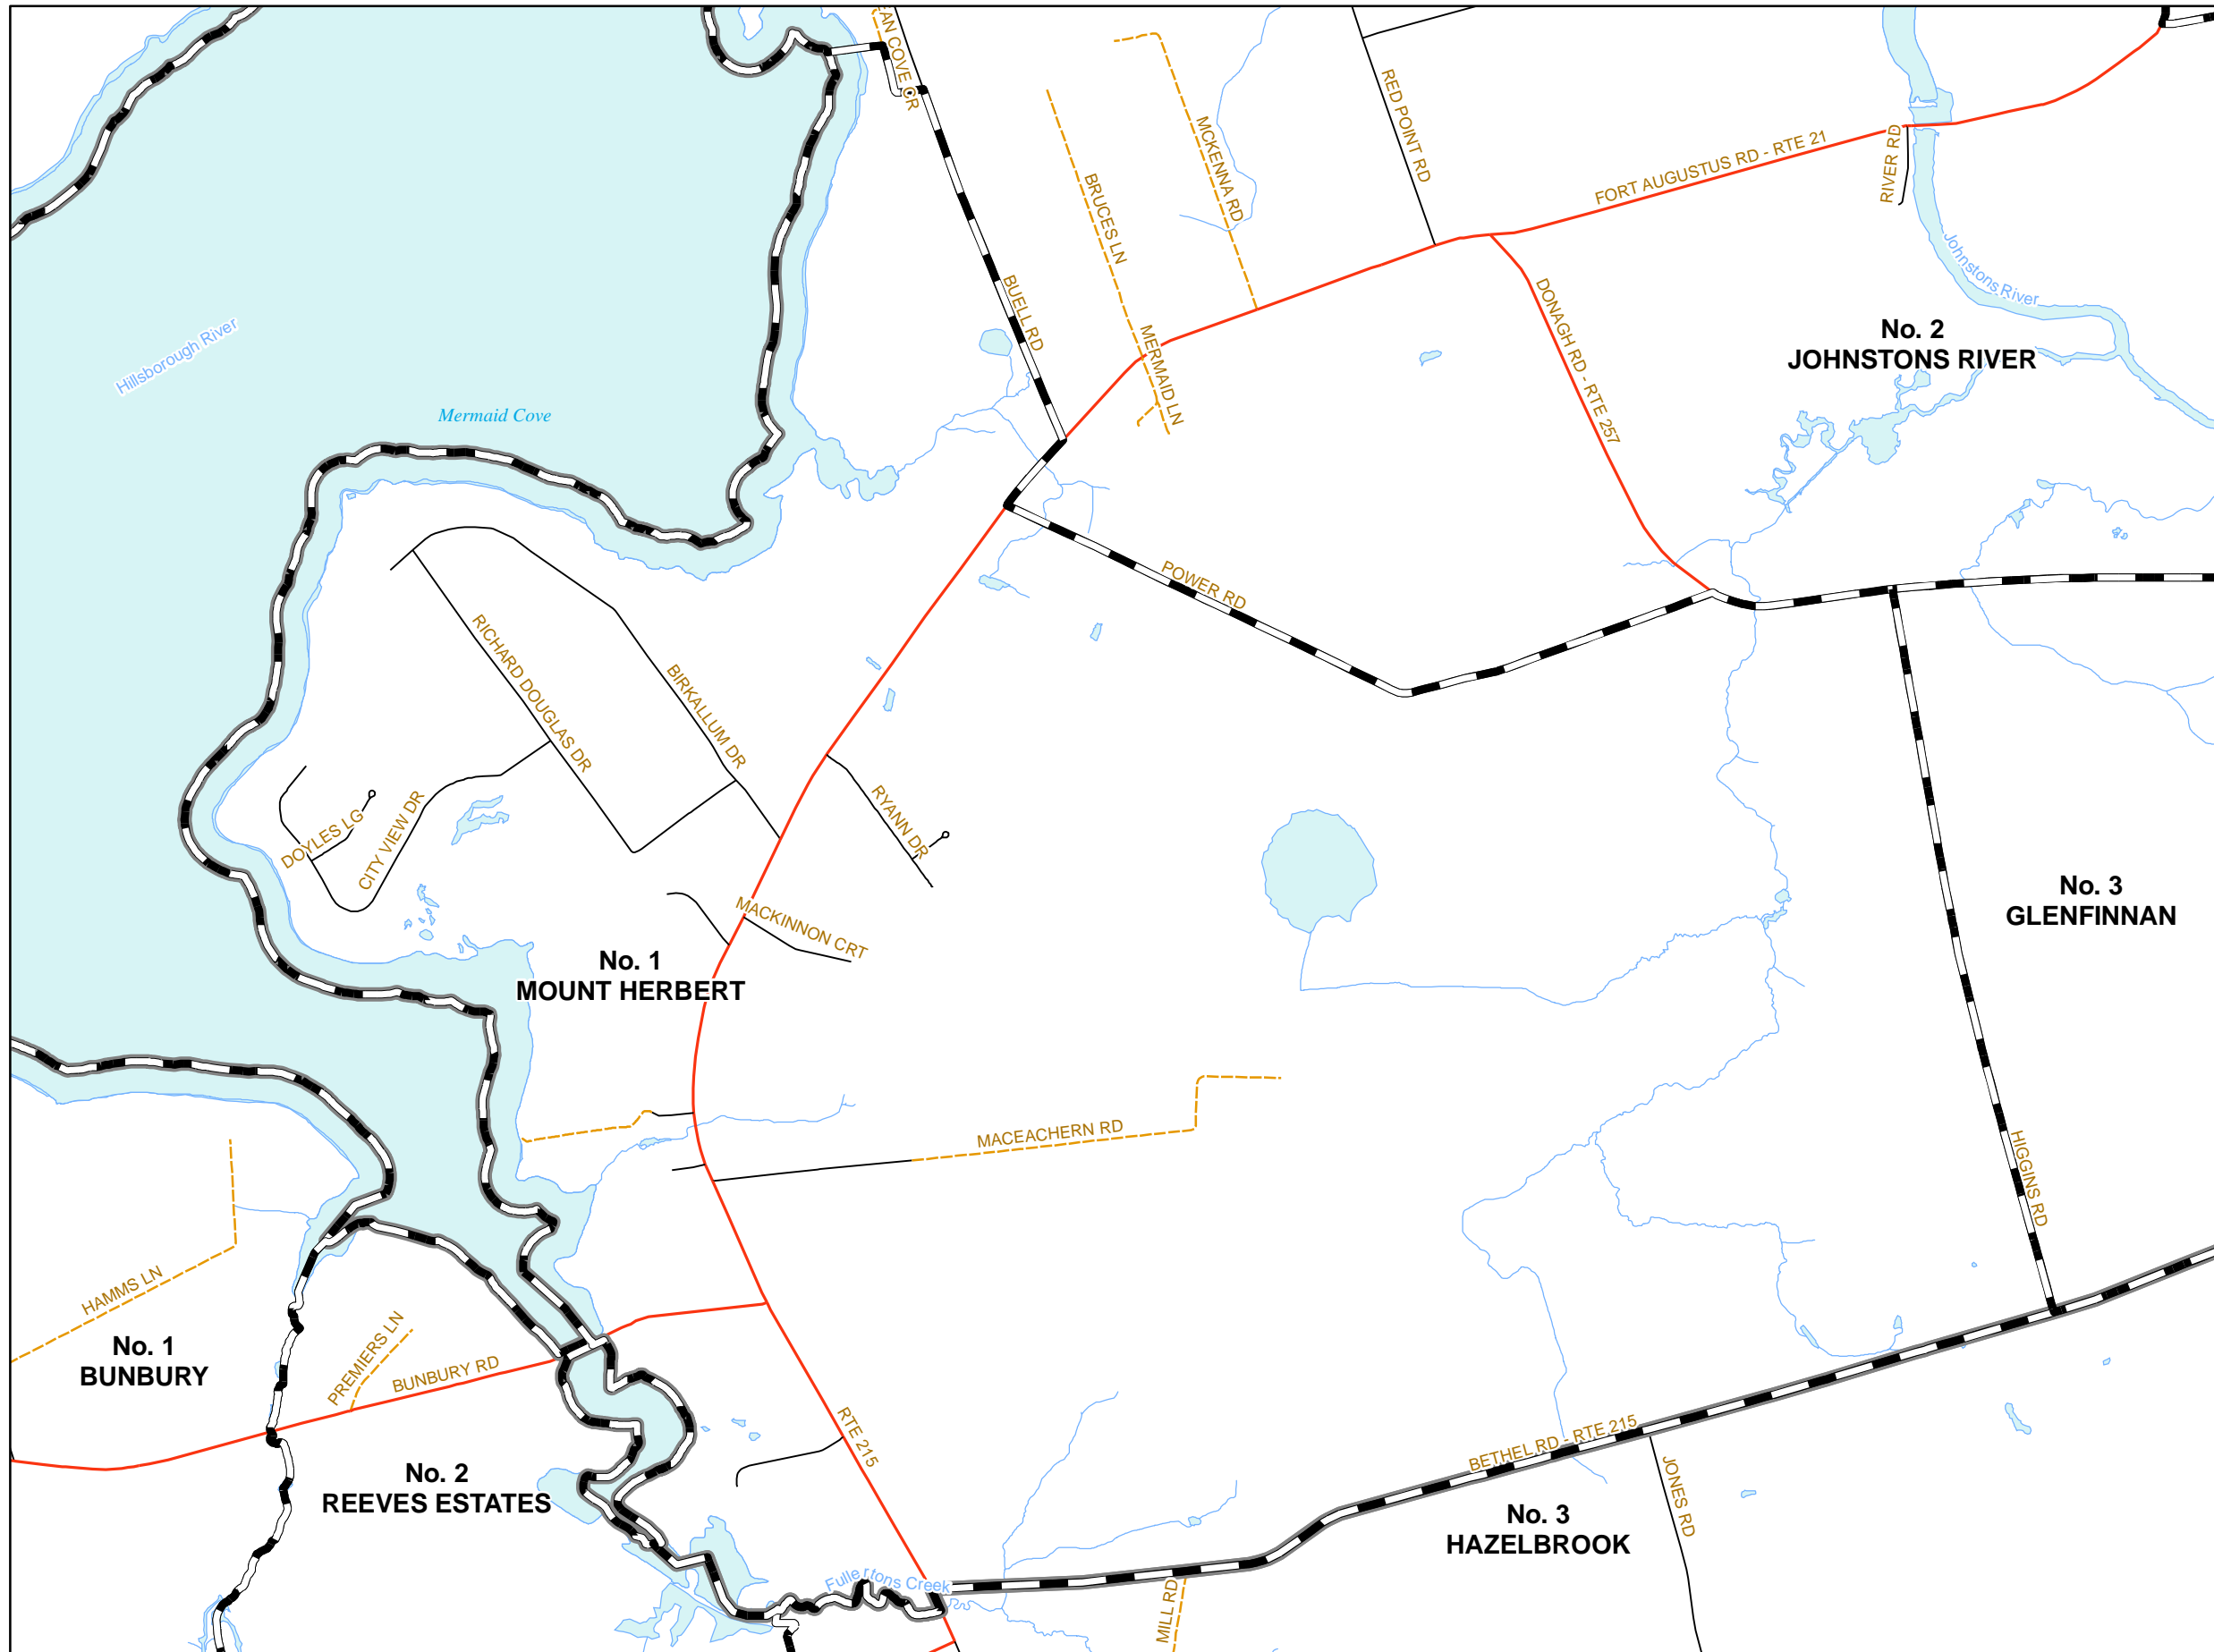 EAN COVE CR
RED POINT RD
MCKENNA RD
BRUCES LN
FORT AUGUSTUS RD - RTE 21
RIVER RD
Johnstons River
BUELL RD
MERMAID LN
DONAGH RD - RTE 257
No. 2
JOHNSTONS RIVER
Hillsborough River
Mermaid Cove
POWER RD
RICHARD DOUGLAS DR
BIRKALLUM DR
DOYLES LG
CITY VIEW DR
RYANN DR
MACKINNON CRT
No. 3
GLENFINNAN
No. 1
MOUNT HERBERT
MACEACHERN RD
HIGGINS RD
HAMMS LN
No. 1
BUNBURY
PREMIERS LN
BUNBURY RD
RTE 215
No. 2
REEVES ESTATES
BETHEL RD - RTE 215
JONES RD
No. 3
HAZELBROOK
Fullertons Creek
MILL RD